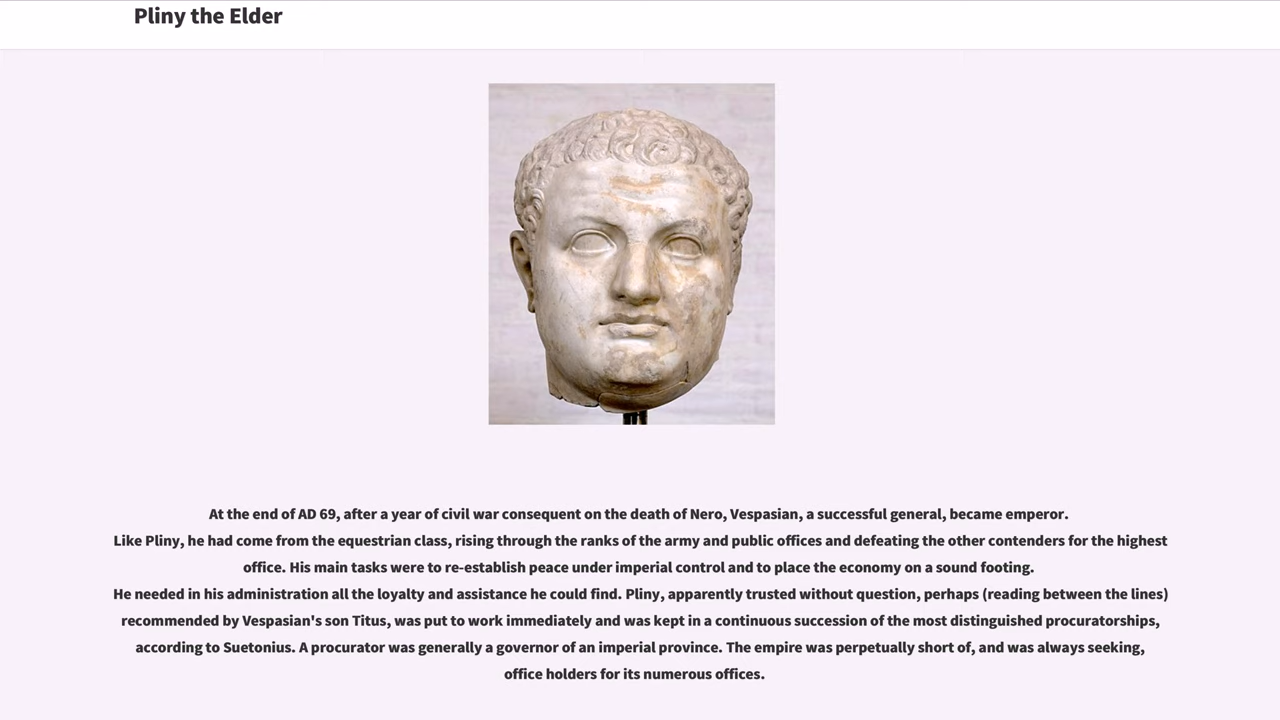 Pliny the Elder
At the end of AD 69, after a year of civil war consequent on the death of Nero, Vespasian, a successful general, became emperor.
Like Pliny, he had come from the equestrian class, rising through the ranks of the army and public offices and defeating the other contenders for the highest
office. His main tasks were to re-establish peace under imperial control and to place the economy on a sound footing.
He needed in his administration all the loyalty and assistance he could find. Pliny, apparently trusted without question, perhaps (reading between the lines)
recommended by Vespasian's son Titus, was put to work immediately and was kept in a continuous succession of the most distinguished procuratorships,
according to Suetonius. A procurator was generally a governor of an imperial province. The empire was perpetually short of, and was always seeking,
office holders for its numerous offices.